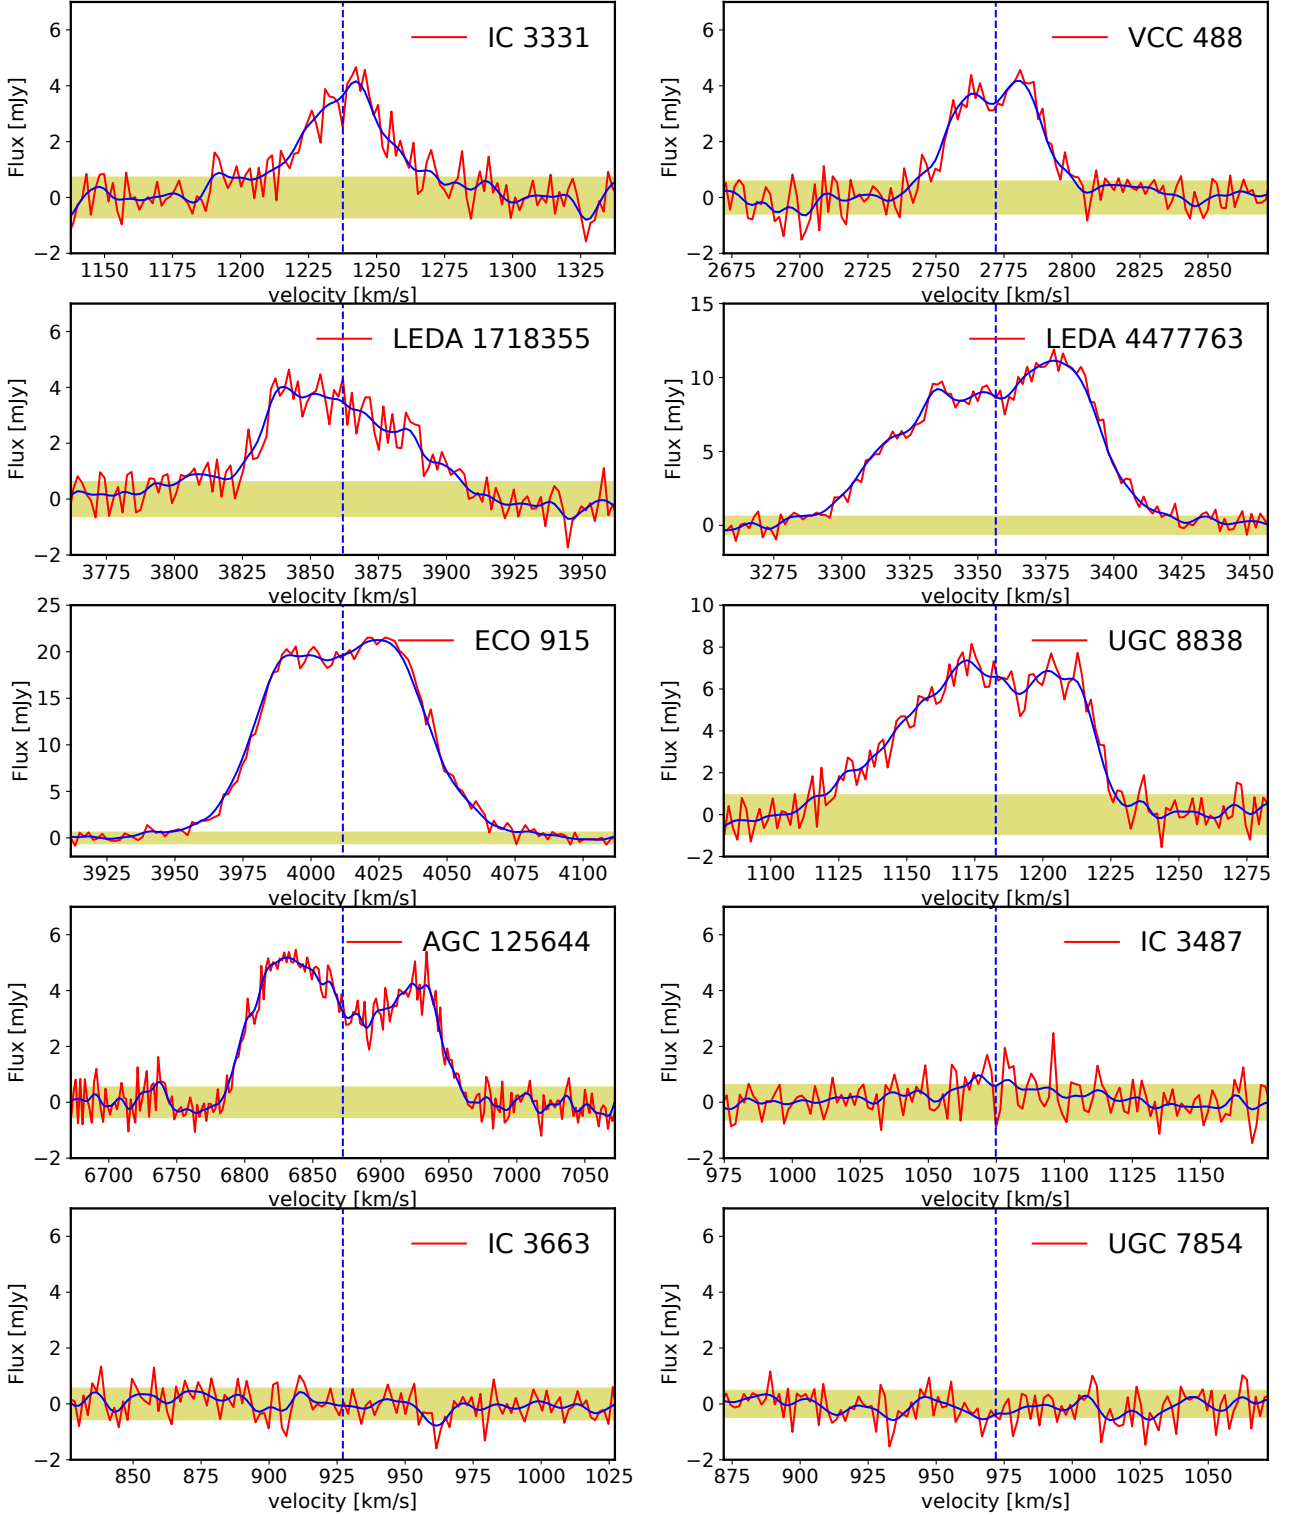 IC 3331
Flux [mJy]
6
4
2
0
−2
1150 1175 1200 1225 1250 1275 1300 1325
velocity [km/s]
VCC 488
Flux [mJy]
6
4
2
0
−2
2675 2700 2725 2750 2775 2800 2825 2850
velocity [km/s]
LEDA 1718355
Flux [mJy]
6
4
2
0
−2
3775 3800 3825 3850 3875 3900 3925 3950
velocity [km/s]
LEDA 4477763
Flux [mJy]
15
10
5
0
3275 3300 3325 3350 3375 3400 3425 3450
velocity [km/s]
ECO 915
Flux [mJy]
25
20
15
10
5
0
3925 3950 3975 4000 4025 4050 4075 4100
velocity [km/s]
UGC 8838
Flux [mJy]
10
8
6
4
2
0
−2
1100 1125 1150 1175 1200 1225 1250 1275
velocity [km/s]
AGC 125644
Flux [mJy]
6
4
2
0
−2
6700 6750 6800 6850 6900 6950 7000 7050
velocity [km/s]
IC 3487
Flux [mJy]
6
4
2
0
−2
975 1000 1025 1050 1075 1100 1125 1150
velocity [km/s]
IC 3663
Flux [mJy]
6
4
2
0
−2
850 875 900 925 950 975 1000 1025
velocity [km/s]
UGC 7854
Flux [mJy]
6
4
2
0
−2
875 900 925 950 975 1000 1025 1050
velocity [km/s]